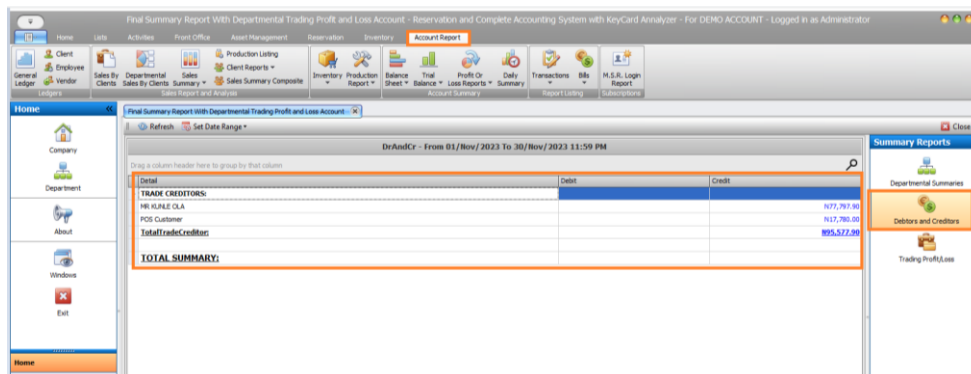 Final Summary Report With Departmental Trading Profit and Loss Account - Reservation and Complete Accounting System with KeyCard Annalyzer - For DEMO ACCOUNT - Logged in as Administrator
Home Lists Activities Front Office Asset Management Reservation Inventory Account Report
General Ledger
Client
Employee
Vendor
Ledgers
Sales By Clients
Departmental Sales By Clients
Sales Summary
Production Listing
Client Reports
Sales Summary Composite
Sales Report and Analysis
Inventory
Production Report
Balance Sheet
Trial Balance
Profit Or Loss Reports
Daily Summary
Account Summary
Transactions
Bills
Report Listing
M.S.R. Login Report
Subscriptions
Home
Final Summary Report With Departmental Trading Profit and Loss Account
Refresh Set Date Range
Close
Company
Department
About
Windows
Exit
Home
DrAndCr - From 01/Nov/2023 To 30/Nov/2023 11:59 PM
Drag a column header here to group by that column
Detail Debit Credit
TRADE CREDITORS:
MR KUNLE OLA ₦77,797.90
POS Customer ₦17,780.00
TotalTradeCreditor: ₦95,577.90
TOTAL SUMMARY:
Summary Reports
Departmental Summaries
Debtors and Creditors
Trading Profit/Loss